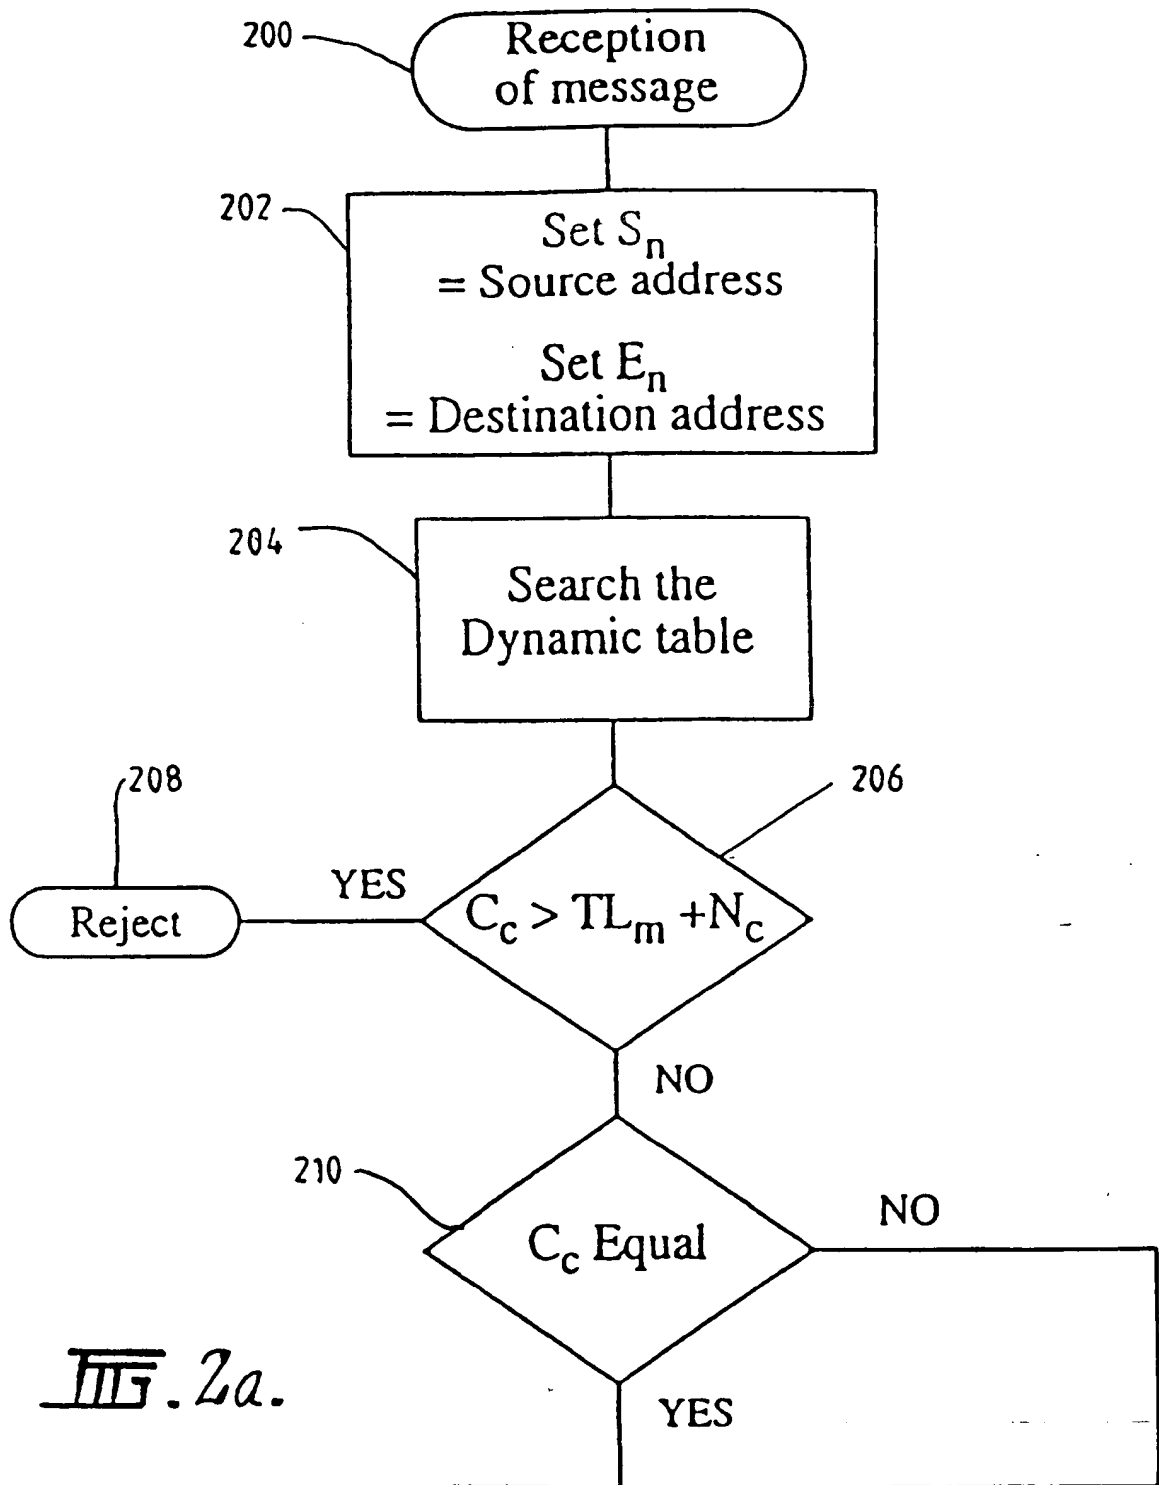 200
Reception
of message
202
Set Sn
= Source address
Set En
= Destination address
204
Search the
Dynamic table
208
206
YES
Reject
Cc > TLm +Nc
NO
210
NO
Cc Equal
FIG. 2a.
YES